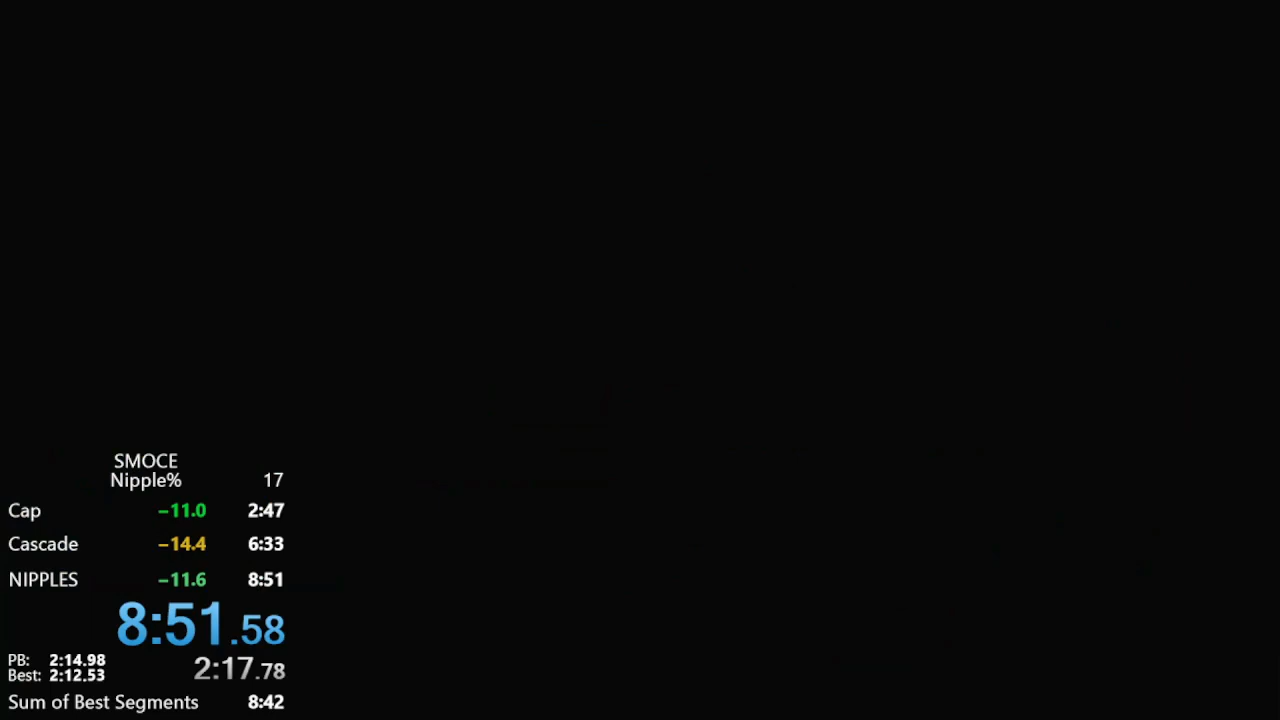 SMOCE
Nipple% 17
Cap −11.0 2:47
Cascade −14.4 6:33
NIPPLES −11.6 8:51
8:51.58
PB: 2:14.98
Best: 2:12.53
2:17.78
Sum of Best Segments 8:42